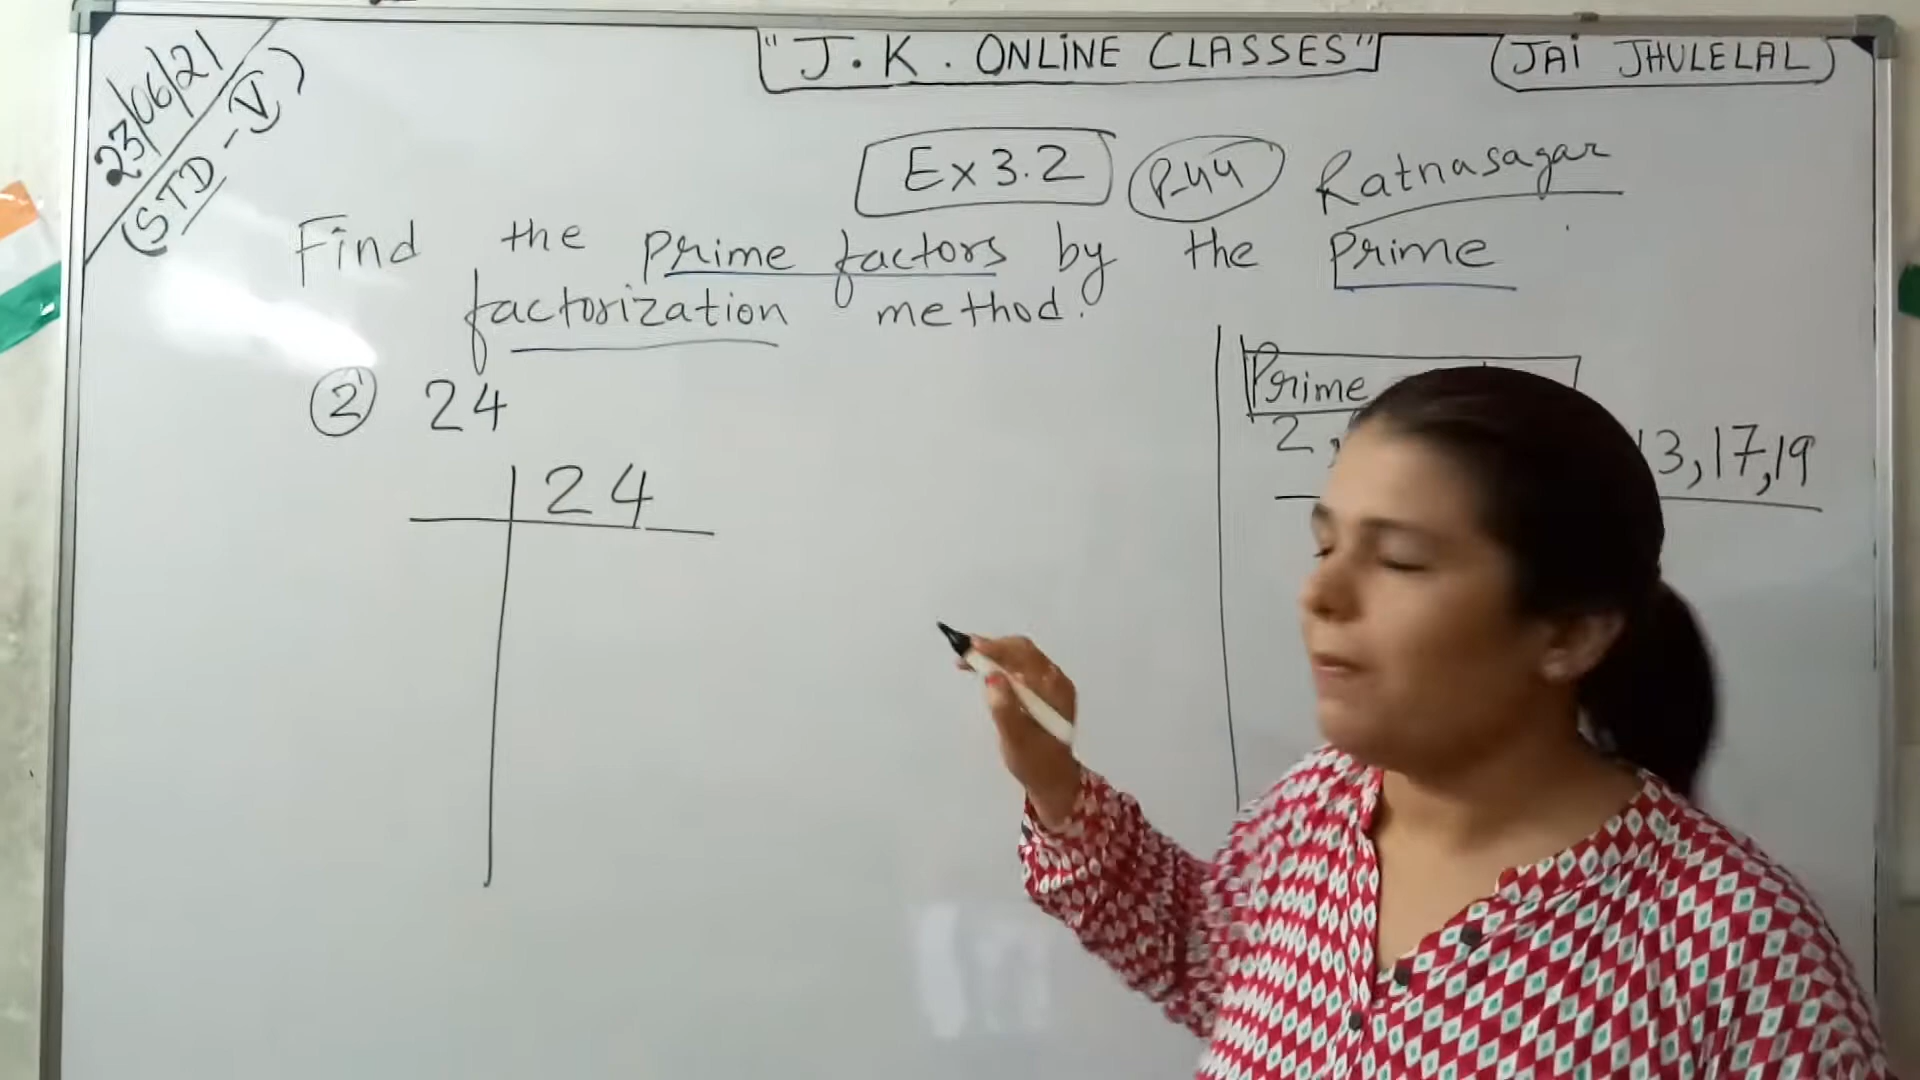 23/06/21
(STD-V)
"J.K. ONLINE CLASSES"
(JAI JHULELAL)
Ex 3.2
P-44
Ratnasagar
Find the prime factors by the Prime
factorization method.
2 24
24
Prime
2, 13, 17, 19